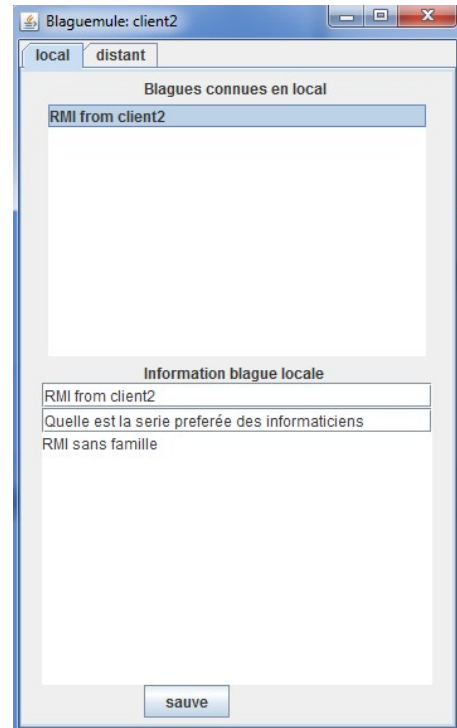 Blaguemule: client2
local distant
Blagues connues en local
RMI from client2
Information blague locale
RMI from client2
Quelle est la serie preferée des informaticiens
RMI sans famille
sauve